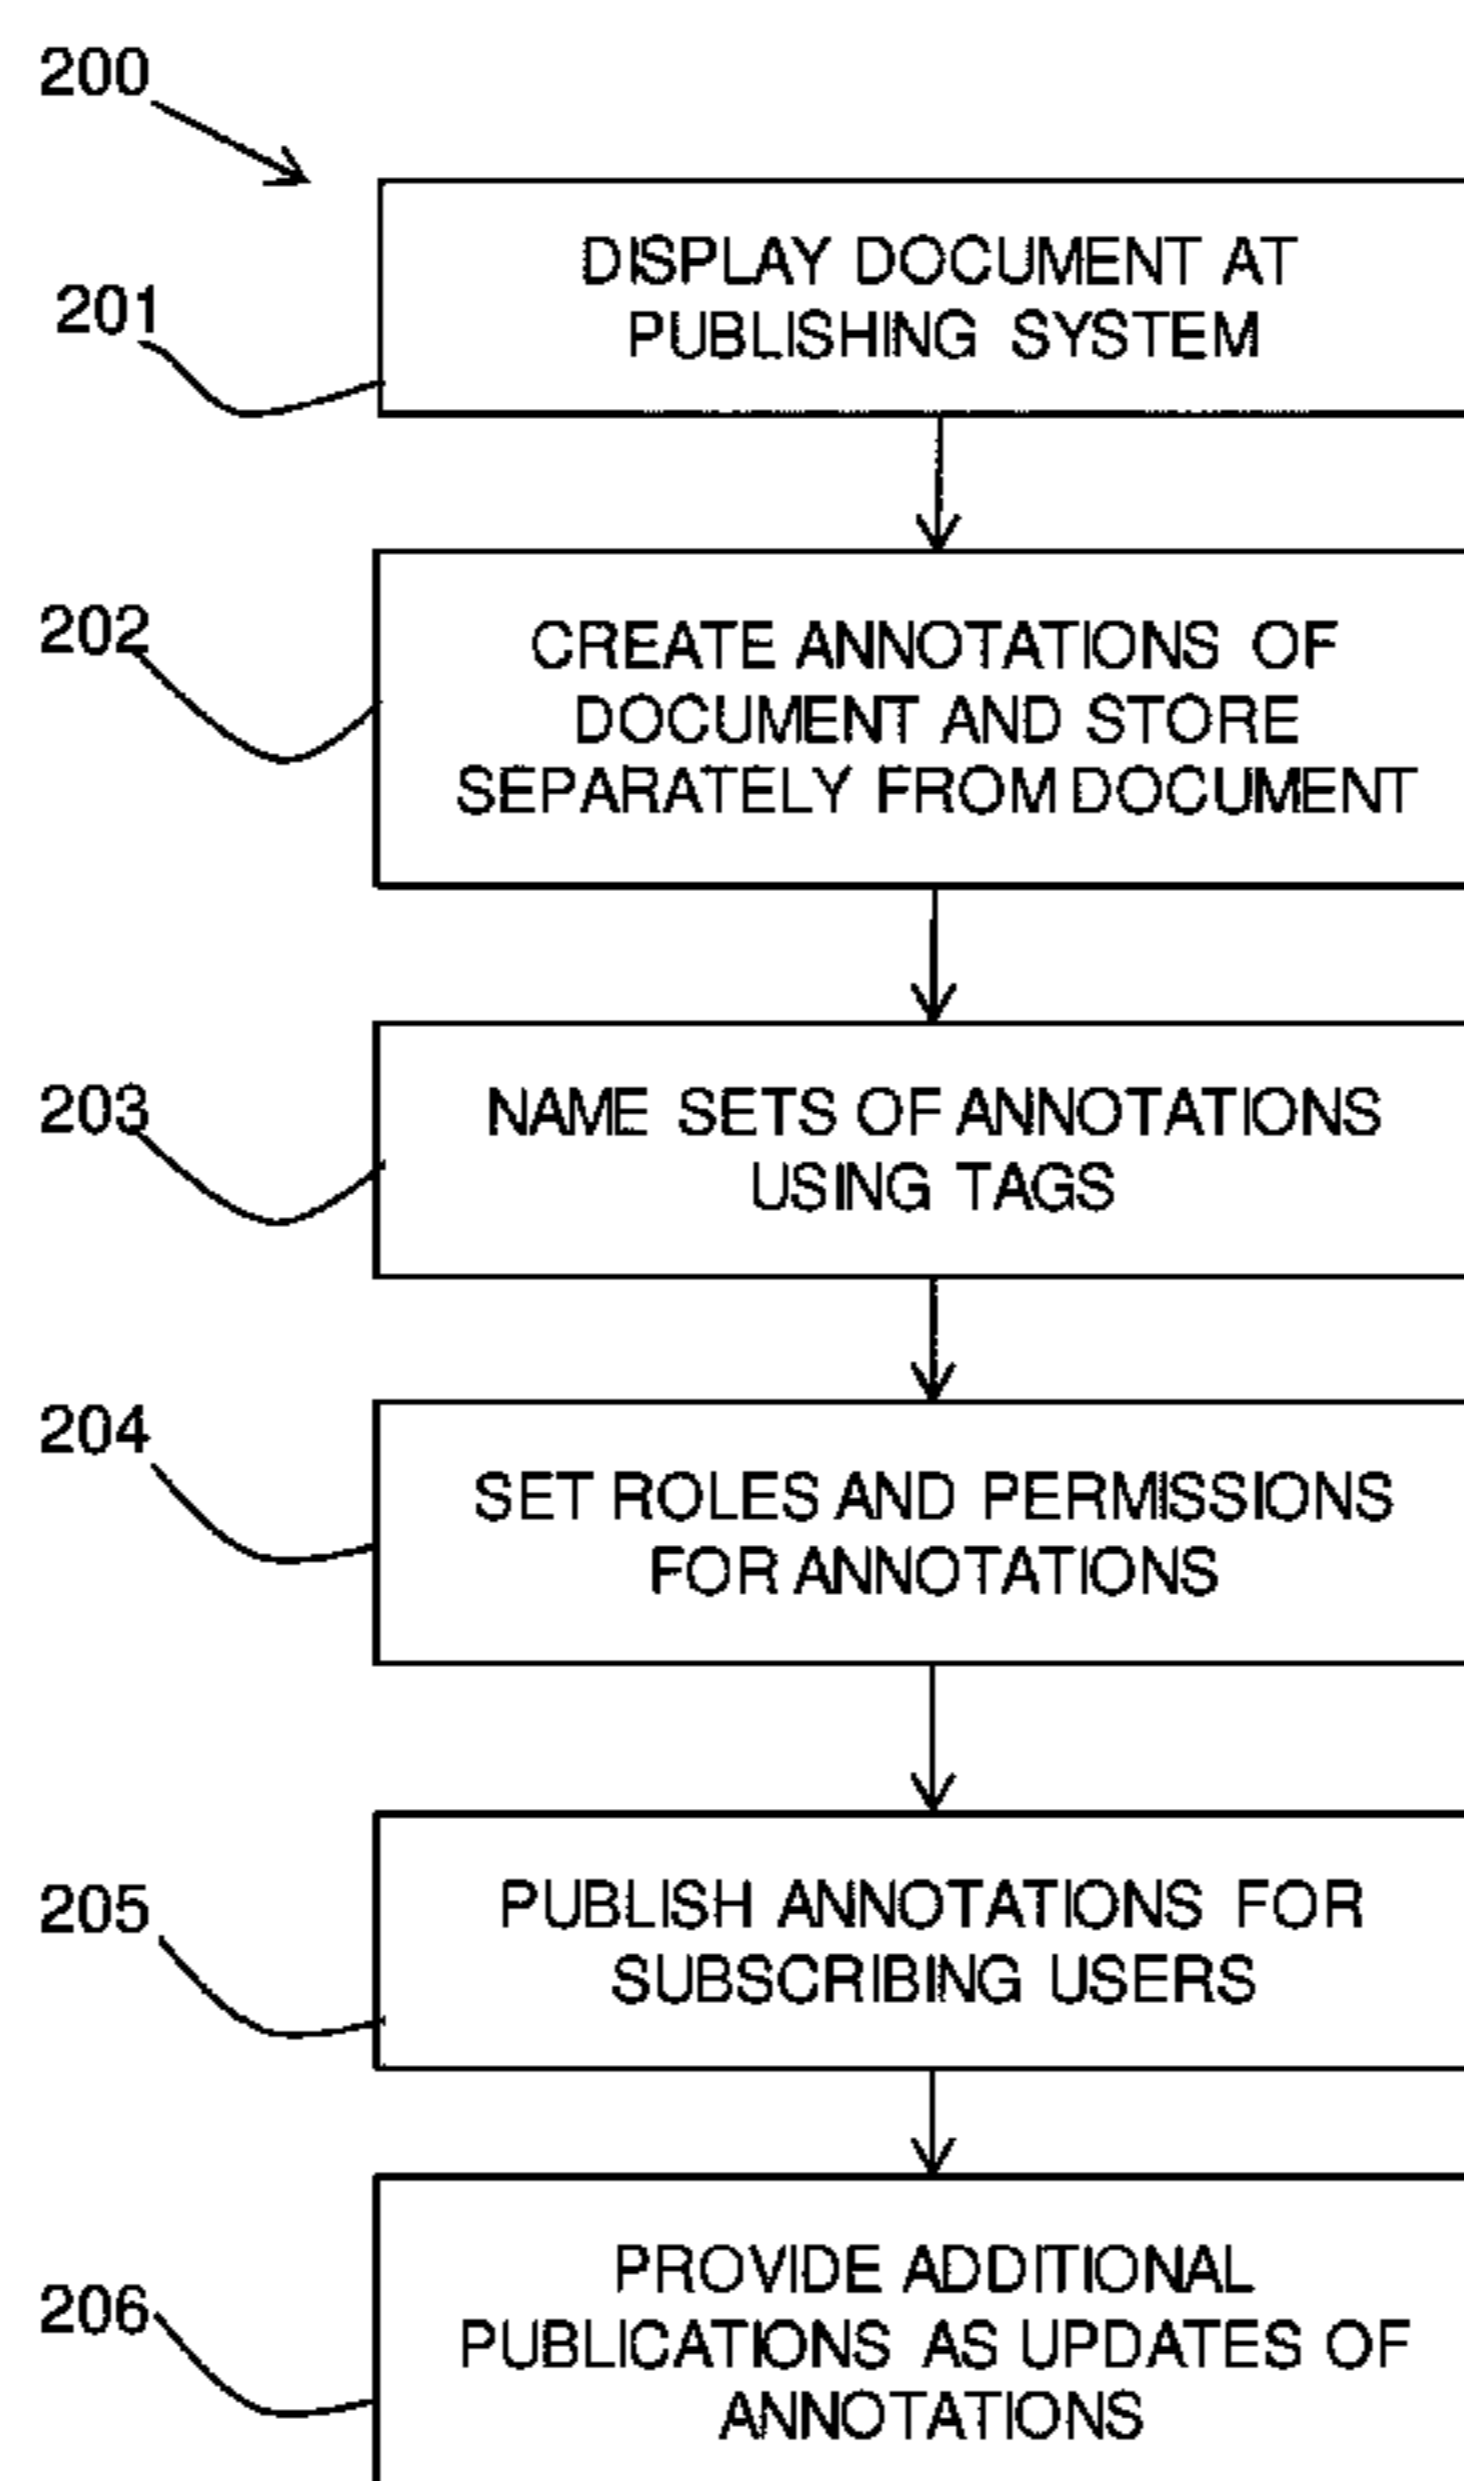 200
201
DISPLAY DOCUMENT AT
PUBLISHING SYSTEM
202
CREATE ANNOTATIONS OF
DOCUMENT AND STORE
SEPARATELY FROM DOCUMENT
203
NAME SETS OF ANNOTATIONS
USING TAGS
204
SET ROLES AND PERMISSIONS
FOR ANNOTATIONS
205
PUBLISH ANNOTATIONS FOR
SUBSCRIBING USERS
206
PROVIDE ADDITIONAL
PUBLICATIONS AS UPDATES OF
ANNOTATIONS